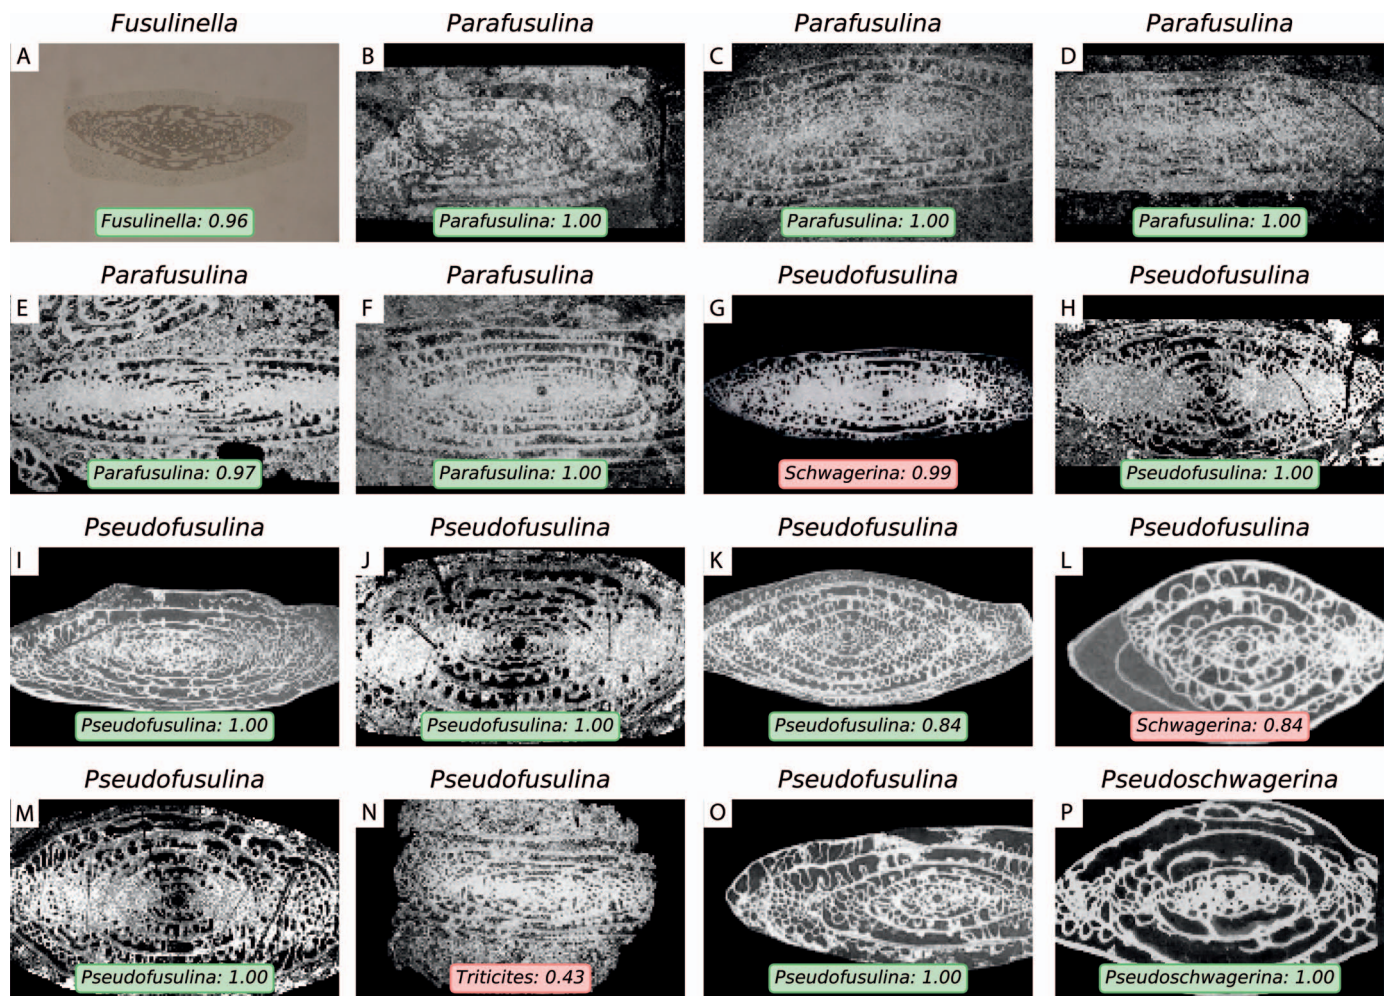 Fusulinella
Parafusulina
Parafusulina
Parafusulina
A
B
C
D
Fusulinella: 0.96
Parafusulina: 1.00
Parafusulina: 1.00
Parafusulina: 1.00
Parafusulina
Parafusulina
Pseudofusulina
Pseudofusulina
E
F
G
H
Parafusulina: 0.97
Parafusulina: 1.00
Schwagerina: 0.99
Pseudofusulina: 1.00
Pseudofusulina
Pseudofusulina
Pseudofusulina
Pseudofusulina
I
J
K
L
Pseudofusulina: 1.00
Pseudofusulina: 1.00
Pseudofusulina: 0.84
Schwagerina: 0.84
Pseudofusulina
Pseudofusulina
Pseudofusulina
Pseudoschwagerina
M
N
O
P
Pseudofusulina: 1.00
Triticites: 0.43
Pseudofusulina: 1.00
Pseudoschwagerina: 1.00